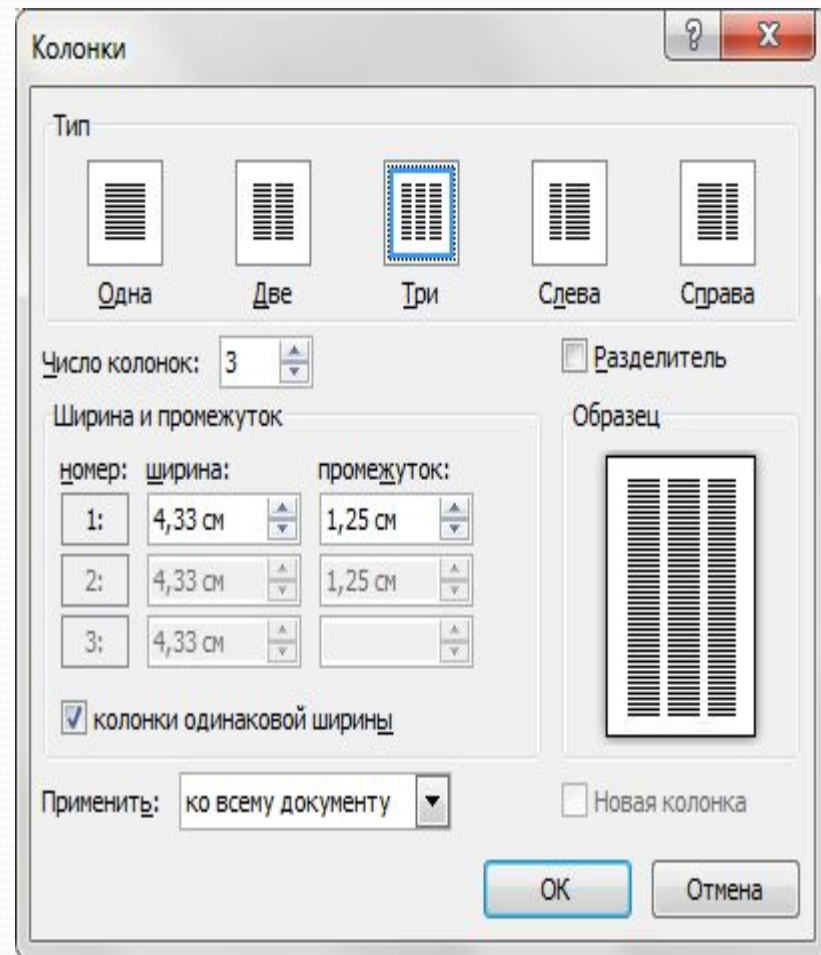 Колонки
Тип
Одна Две Три Слева Справа
Число колонок: 3 Разделитель
Ширина и промежуток Образец
номер: ширина: промежуток:
1: 4,33 см 1,25 см
2: 4,33 см 1,25 см
3: 4,33 см
колонки одинаковой ширины
Применить: ко всему документу Новая колонка
ОК Отмена